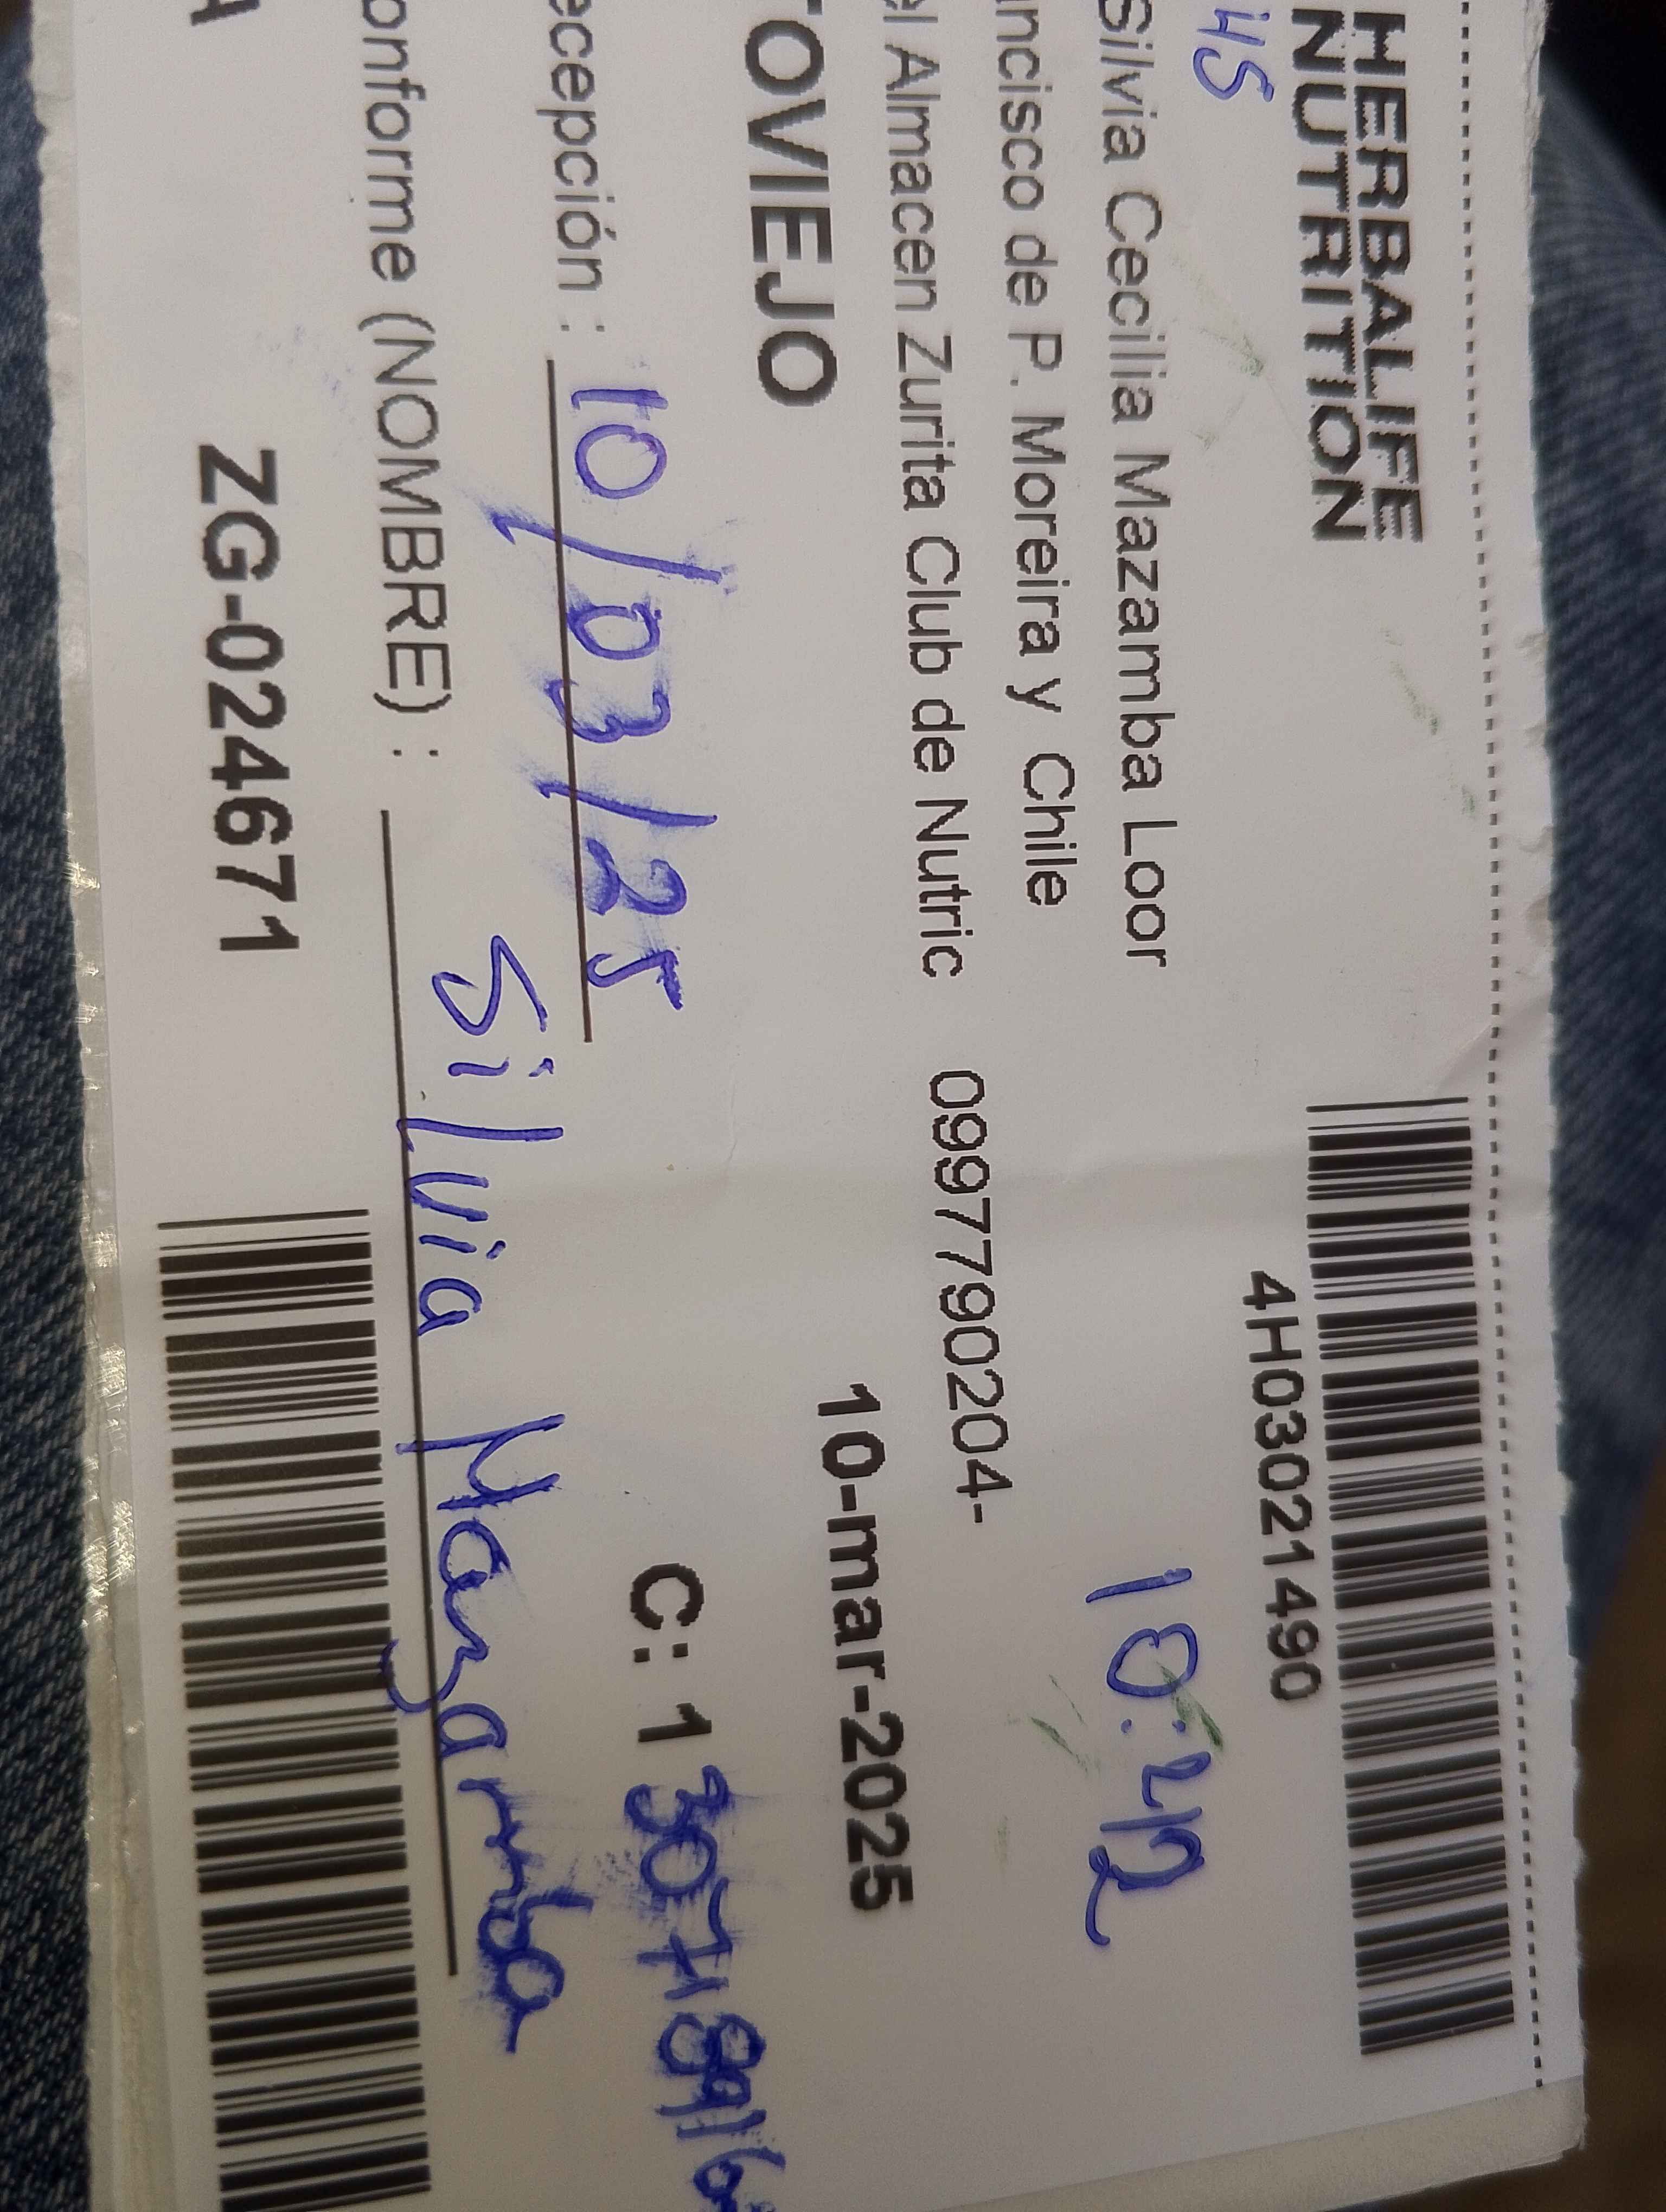 HERBALIFE
NUTRITION
45
4H03021490
Silvia Cecilia Mazamba Loor
10:42
ncisco de P. Moreira y Chile
el Almacen Zurita Club de Nutric 0997790204-
OVIEJO
10-mar-2025
ecepción : 10/03/25
C: 1
onforme (NOMBRE) : Silvia Mazamba
ZG-024671